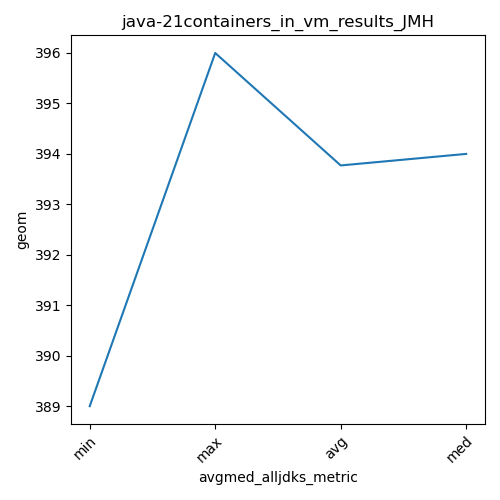 java-21containers_in_vm_results_JMH
396
395
394
393
392
391
390
389
geom
min
max
avg
med
avgmed_alljdks_metric